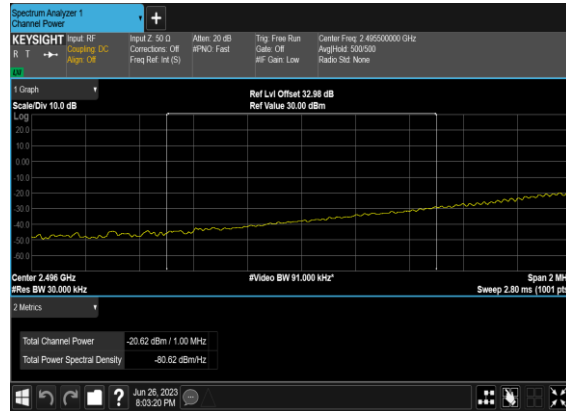 Spectrum Analyzer 1
Channel Power
+
KEYSIGHT
R T
LW
Input: RF
Coupling: DC
Align: Off
Input Z: 50 Ω
Corrections: Off
Freq Ref: Int (S)
Atten: 20 dB
#PNO: Fast
Trig: Free Run
Gate: Off
#IF Gain: Low
Center Freq: 2.495500000 GHz
Avg|Hold: 500/500
Radio Std: None
1 Graph
Scale/Div 10.0 dB
Ref Lvl Offset 32.98 dB
Ref Value 30.00 dBm
Log
20.0
10.0
0.00
-10.0
-20.0
-30.0
-40.0
-50.0
-60.0
Center 2.496 GHz
#Res BW 30.000 kHz
#Video BW 91.000 kHz*
Span 2 MH
Sweep 2.80 ms (1001 pts
2 Metrics
Total Channel Power -20.62 dBm / 1.00 MHz
Total Power Spectral Density -80.62 dBm/Hz
?
Jun 26, 2023
8:03:20 PM